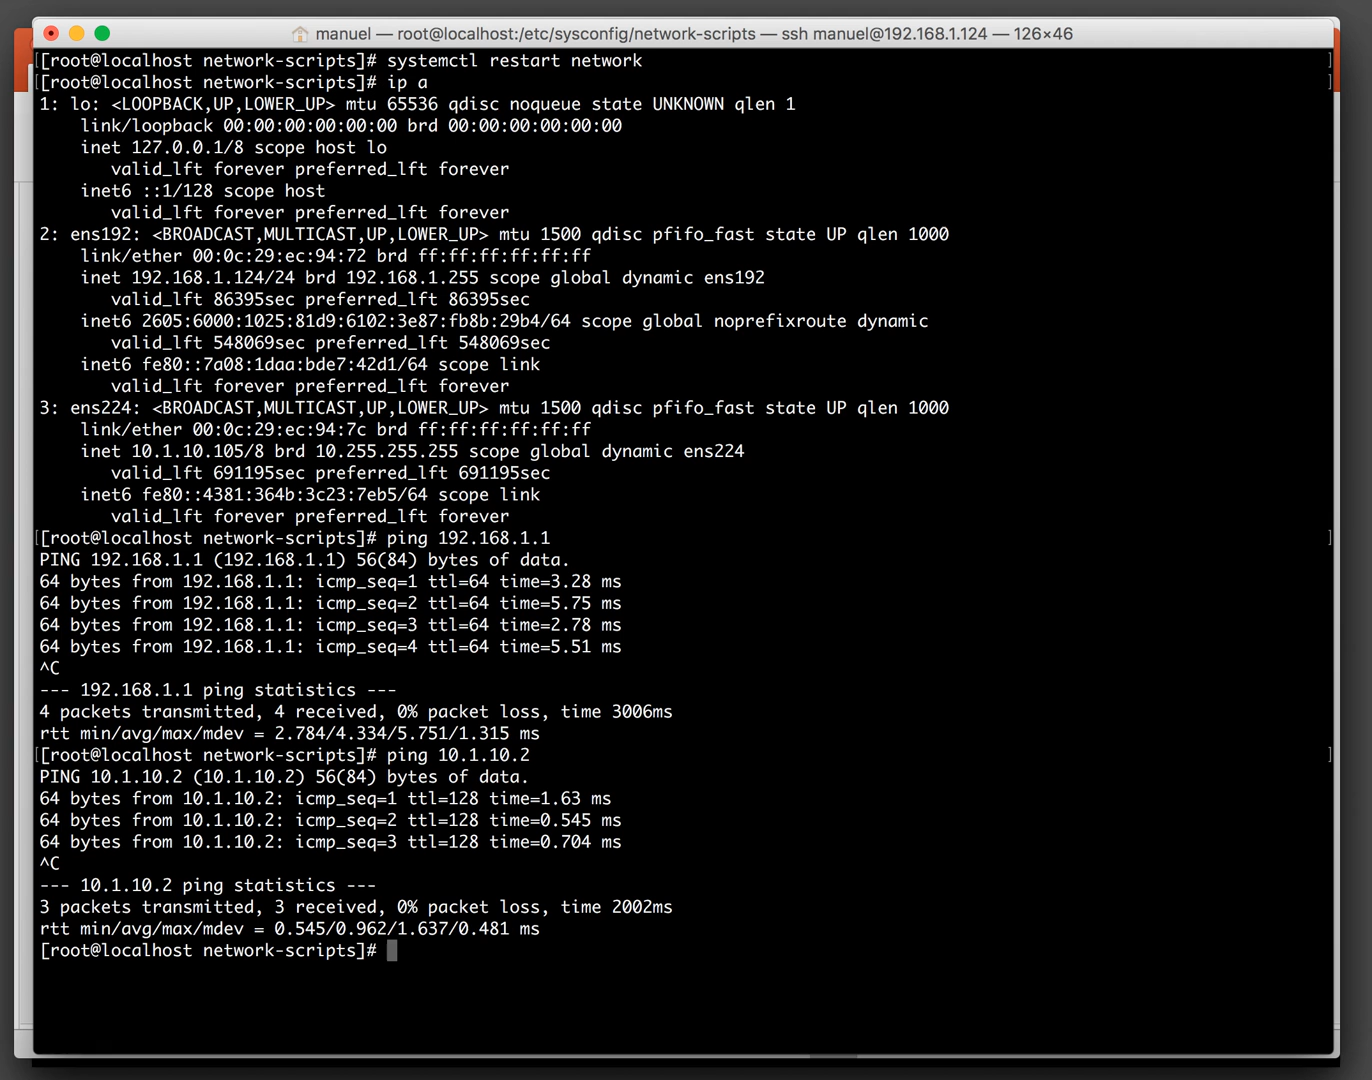 manuel — root@localhost:/etc/sysconfig/network-scripts — ssh manuel@192.168.1.124 — 126×46
[[root@localhost network-scripts]# systemctl restart network ]
[[root@localhost network-scripts]# ip a ]
1: lo: <LOOPBACK,UP,LOWER_UP> mtu 65536 qdisc noqueue state UNKNOWN qlen 1
    link/loopback 00:00:00:00:00:00 brd 00:00:00:00:00:00
    inet 127.0.0.1/8 scope host lo
       valid_lft forever preferred_lft forever
    inet6 ::1/128 scope host
       valid_lft forever preferred_lft forever
2: ens192: <BROADCAST,MULTICAST,UP,LOWER_UP> mtu 1500 qdisc pfifo_fast state UP qlen 1000
    link/ether 00:0c:29:ec:94:72 brd ff:ff:ff:ff:ff:ff
    inet 192.168.1.124/24 brd 192.168.1.255 scope global dynamic ens192
       valid_lft 86395sec preferred_lft 86395sec
    inet6 2605:6000:1025:81d9:6102:3e87:fb8b:29b4/64 scope global noprefixroute dynamic
       valid_lft 548069sec preferred_lft 548069sec
    inet6 fe80::7a08:1daa:bde7:42d1/64 scope link
       valid_lft forever preferred_lft forever
3: ens224: <BROADCAST,MULTICAST,UP,LOWER_UP> mtu 1500 qdisc pfifo_fast state UP qlen 1000
    link/ether 00:0c:29:ec:94:7c brd ff:ff:ff:ff:ff:ff
    inet 10.1.10.105/8 brd 10.255.255.255 scope global dynamic ens224
       valid_lft 691195sec preferred_lft 691195sec
    inet6 fe80::4381:364b:3c23:7eb5/64 scope link
       valid_lft forever preferred_lft forever
[[root@localhost network-scripts]# ping 192.168.1.1 ]
PING 192.168.1.1 (192.168.1.1) 56(84) bytes of data.
64 bytes from 192.168.1.1: icmp_seq=1 ttl=64 time=3.28 ms
64 bytes from 192.168.1.1: icmp_seq=2 ttl=64 time=5.75 ms
64 bytes from 192.168.1.1: icmp_seq=3 ttl=64 time=2.78 ms
64 bytes from 192.168.1.1: icmp_seq=4 ttl=64 time=5.51 ms
^C
--- 192.168.1.1 ping statistics ---
4 packets transmitted, 4 received, 0% packet loss, time 3006ms
rtt min/avg/max/mdev = 2.784/4.334/5.751/1.315 ms
[[root@localhost network-scripts]# ping 10.1.10.2 ]
PING 10.1.10.2 (10.1.10.2) 56(84) bytes of data.
64 bytes from 10.1.10.2: icmp_seq=1 ttl=128 time=1.63 ms
64 bytes from 10.1.10.2: icmp_seq=2 ttl=128 time=0.545 ms
64 bytes from 10.1.10.2: icmp_seq=3 ttl=128 time=0.704 ms
^C
--- 10.1.10.2 ping statistics ---
3 packets transmitted, 3 received, 0% packet loss, time 2002ms
rtt min/avg/max/mdev = 0.545/0.962/1.637/0.481 ms
[root@localhost network-scripts]#